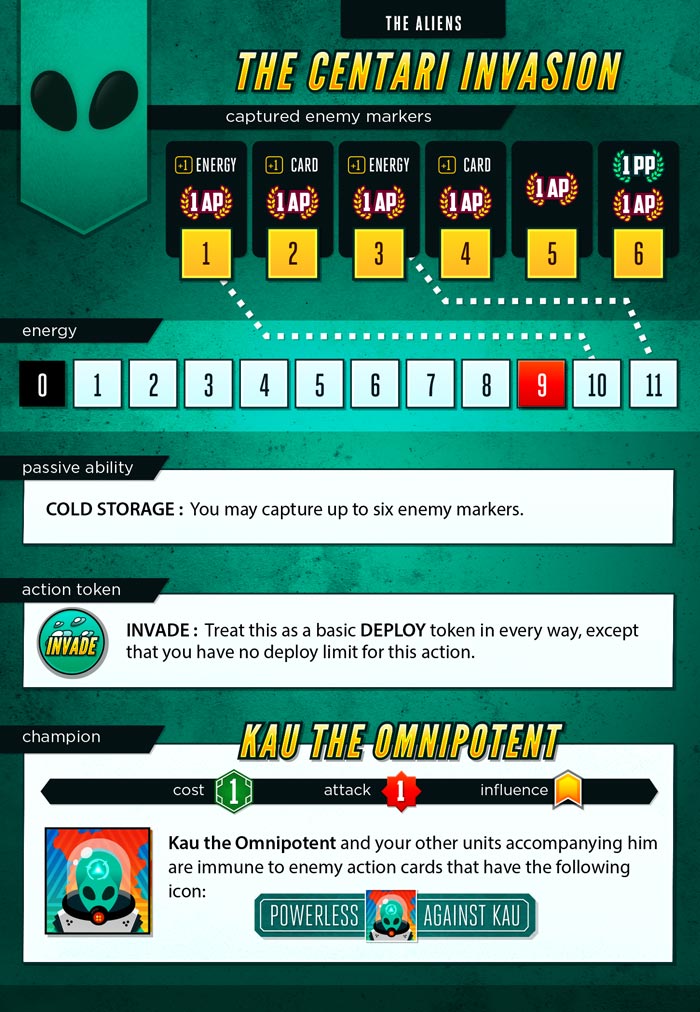 THE ALIENS
THE CENTARI INVASION
captured enemy markers
+1 ENERGY +1 CARD +1 ENERGY +1 CARD 1 PP
1 AP 1 AP 1 AP 1 AP 1 AP 1 AP
1 2 3 4 5 6
energy
0 1 2 3 4 5 6 7 8 9 10 11
passive ability
COLD STORAGE : You may capture up to six enemy markers.
action token
INVADE
INVADE : Treat this as a basic DEPLOY token in every way, except
that you have no deploy limit for this action.
champion
KAU THE OMNIPOTENT
cost 1 attack 1 influence
Kau the Omnipotent and your other units accompanying him
are immune to enemy action cards that have the following
icon:
POWERLESS AGAINST KAU